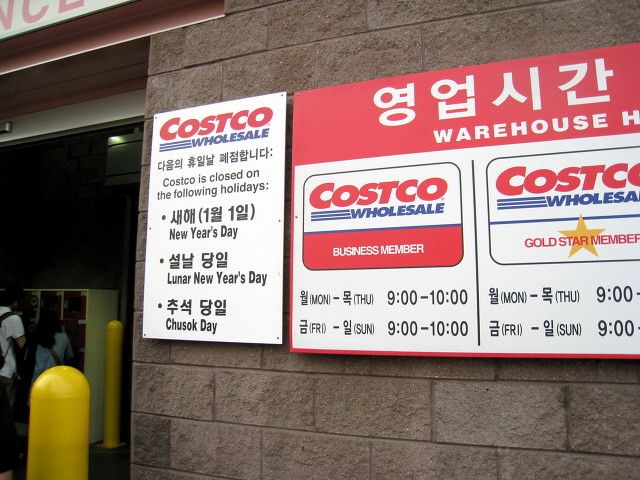 NCE
COSTCO
WHOLESALE
다음의 휴일날 폐점합니다:
Costco is closed on
the following holidays:
• 새해 (1월 1일)
New Year's Day
• 설날 당일
Lunar New Year's Day
• 추석 당일
Chusok Day
영업시간
WAREHOUSE H
COSTCO
WHOLESALE
BUSINESS MEMBER
월(MON) - 목(THU) 9:00-10:00
금(FRI) - 일(SUN) 9:00-10:00
COSTCO
WHOLESALE
GOLD STAR MEMBER
월(MON) - 목(THU) 9:00-
금(FRI) - 일(SUN) 9:00-